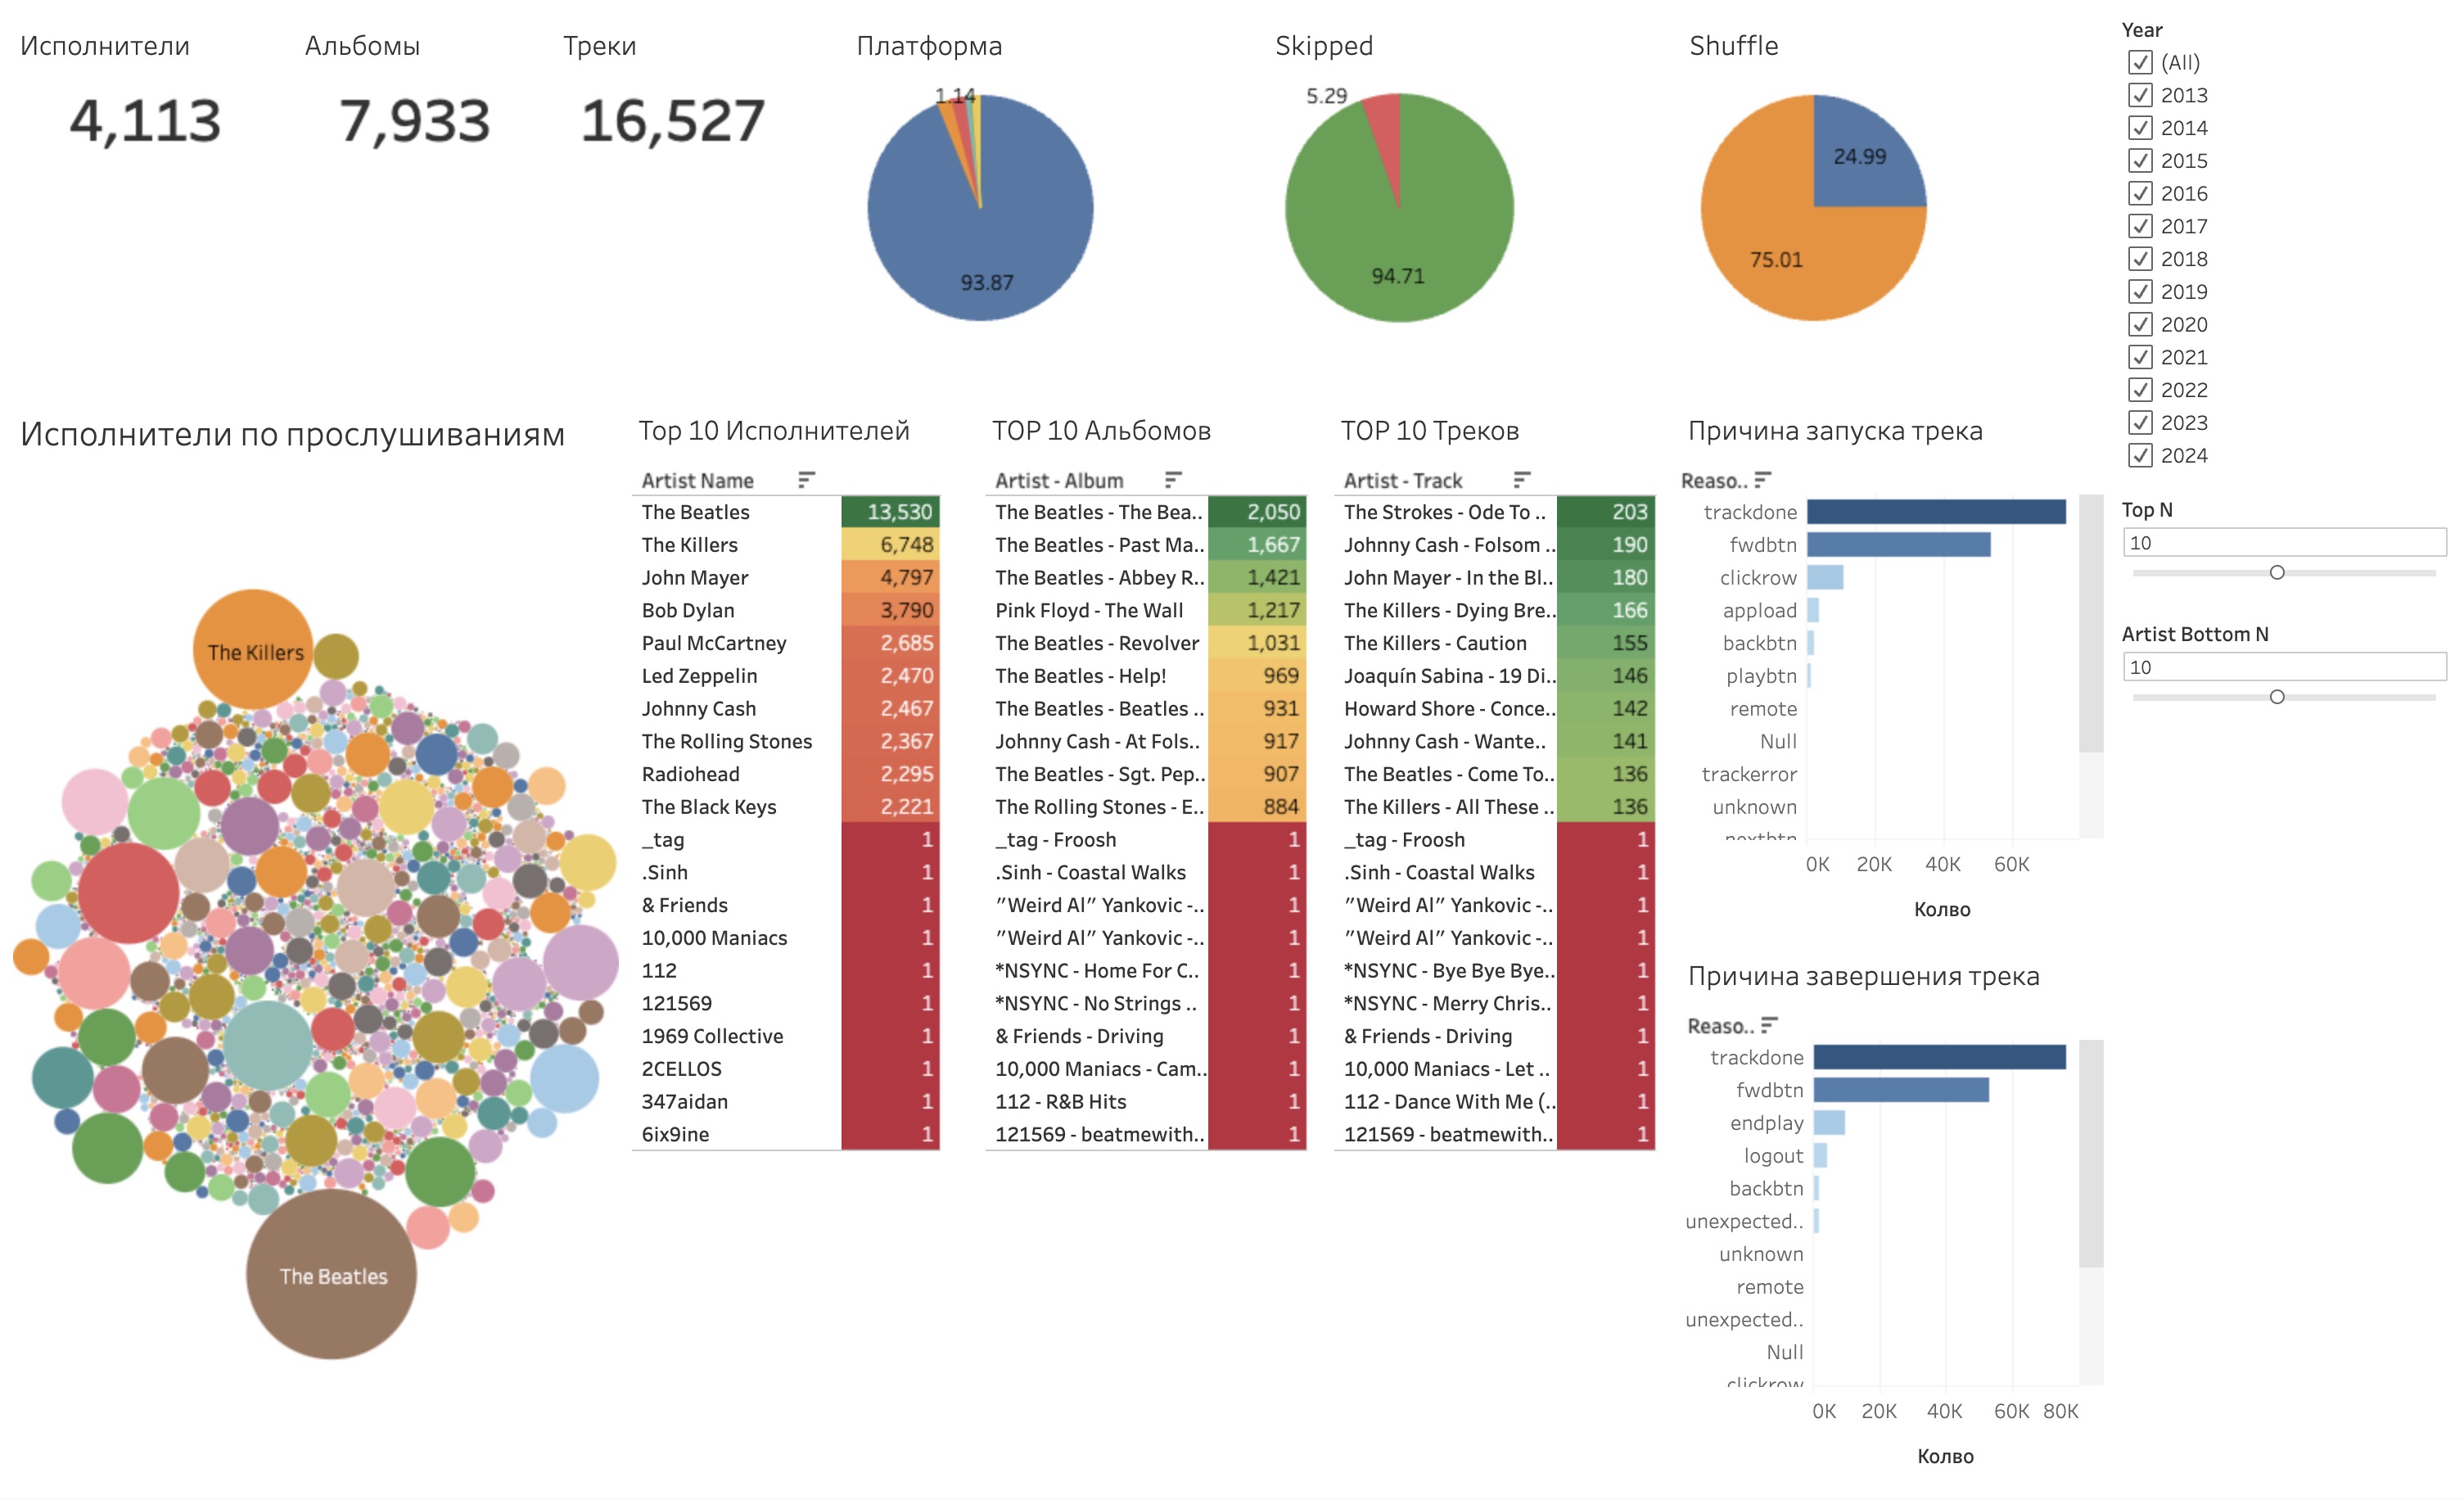 Исполнители
4,113
Альбомы
7,933
Треки
16,527
Платформа
1.14
93.87
Skipped
5.29
94.71
Shuffle
24.99
75.01
Year
(All)
2013
2014
2015
2016
2017
2018
2019
2020
2021
2022
2023
2024
Top N
10
Artist Bottom N
10
Исполнители по прослушиваниям
The Killers
The Beatles
Top 10 Исполнителей
Artist Name
The Beatles 13,530
The Killers 6,748
John Mayer 4,797
Bob Dylan 3,790
Paul McCartney 2,685
Led Zeppelin 2,470
Johnny Cash 2,467
The Rolling Stones 2,367
Radiohead 2,295
The Black Keys 2,221
_tag 1
.Sinh 1
& Friends 1
10,000 Maniacs 1
112 1
121569 1
1969 Collective 1
2CELLOS 1
347aidan 1
6ix9ine 1
TOP 10 Альбомов
Artist - Album
The Beatles - The Bea.. 2,050
The Beatles - Past Ma.. 1,667
The Beatles - Abbey R.. 1,421
Pink Floyd - The Wall 1,217
The Beatles - Revolver 1,031
The Beatles - Help! 969
The Beatles - Beatles .. 931
Johnny Cash - At Fols.. 917
The Beatles - Sgt. Pep.. 907
The Rolling Stones - E.. 884
_tag - Froosh 1
.Sinh - Coastal Walks 1
"Weird Al" Yankovic -.. 1
"Weird Al" Yankovic -.. 1
*NSYNC - Home For C.. 1
*NSYNC - No Strings .. 1
& Friends - Driving 1
10,000 Maniacs - Cam.. 1
112 - R&B Hits 1
121569 - beatmewith.. 1
TOP 10 Треков
Artist - Track
The Strokes - Ode To .. 203
Johnny Cash - Folsom .. 190
John Mayer - In the Bl.. 180
The Killers - Dying Bre.. 166
The Killers - Caution 155
Joaquín Sabina - 19 Di.. 146
Howard Shore - Conce.. 142
Johnny Cash - Wante.. 141
The Beatles - Come To.. 136
The Killers - All These .. 136
_tag - Froosh 1
.Sinh - Coastal Walks 1
"Weird Al" Yankovic -.. 1
"Weird Al" Yankovic -.. 1
*NSYNC - Bye Bye Bye.. 1
*NSYNC - Merry Chris.. 1
& Friends - Driving 1
10,000 Maniacs - Let .. 1
112 - Dance With Me (.. 1
121569 - beatmewith.. 1
Причина запуска трека
Reaso..
trackdone
fwdbtn
clickrow
appload
backbtn
playbtn
remote
Null
trackerror
unknown
nextbtn
0K 20K 40K 60K
Колво
Причина завершения трека
Reaso..
trackdone
fwdbtn
endplay
logout
backbtn
unexpected..
unknown
remote
unexpected..
Null
clickrow
0K 20K 40K 60K 80K
Колво